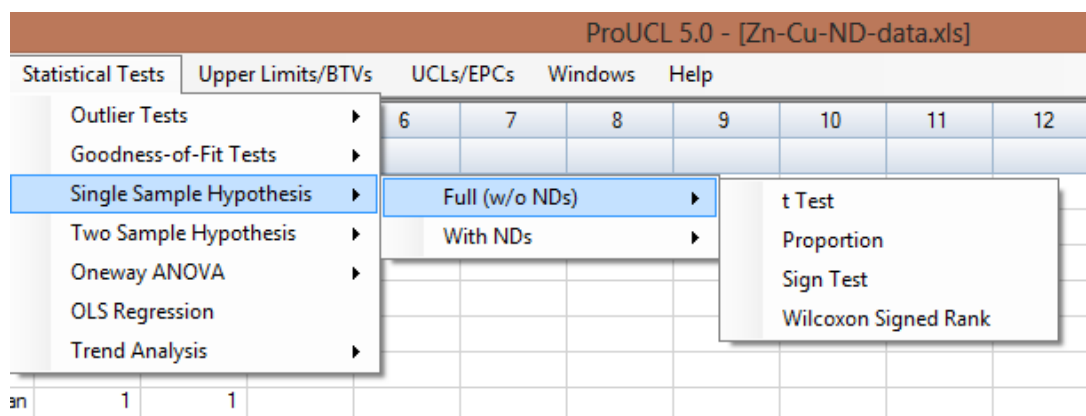 ProUCL 5.0 - [Zn-Cu-ND-data.xls]
Statistical Tests Upper Limits/BTVs UCLs/EPCs Windows Help
Outlier Tests 6 7 8 9 10 11 12
Goodness-of-Fit Tests
Single Sample Hypothesis Full (w/o NDs) t Test
Two Sample Hypothesis With NDs Proportion
Oneway ANOVA Sign Test
OLS Regression Wilcoxon Signed Rank
Trend Analysis
an 1 1